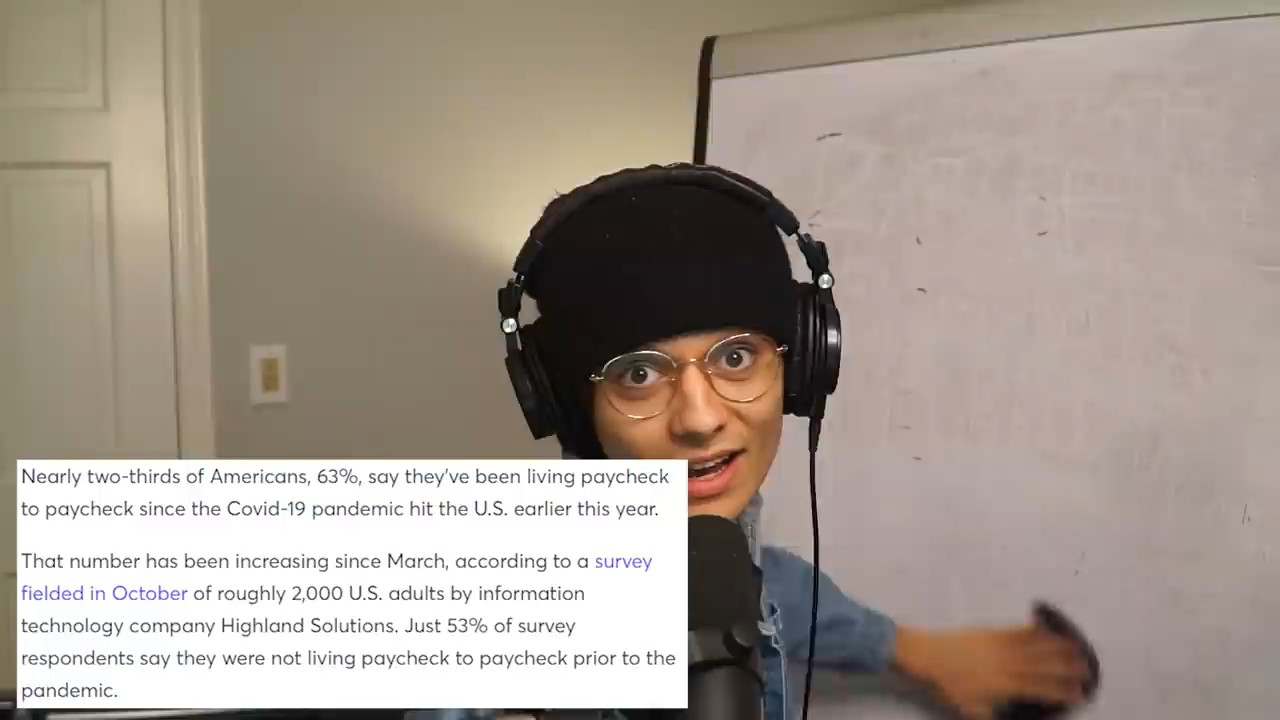 Nearly two-thirds of Americans, 63%, say they've been living paycheck
to paycheck since the Covid-19 pandemic hit the U.S. earlier this year.
That number has been increasing since March, according to a survey
fielded in October of roughly 2,000 U.S. adults by information
technology company Highland Solutions. Just 53% of survey
respondents say they were not living paycheck to paycheck prior to the
pandemic.